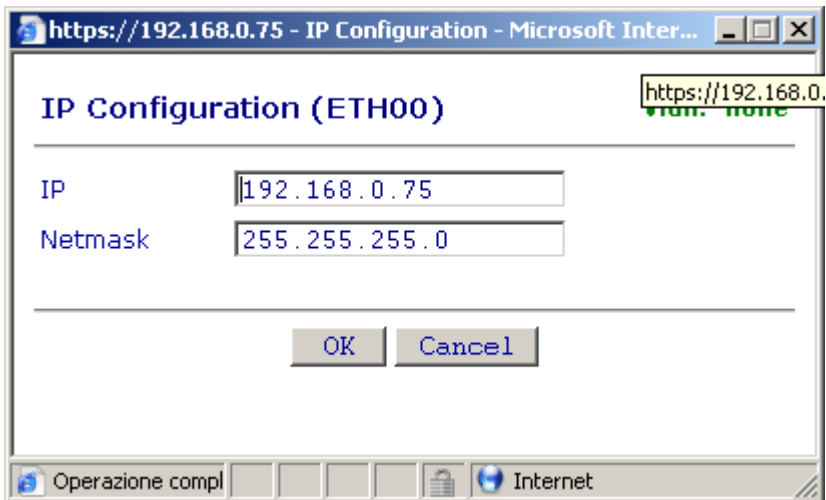 https://192.168.0.75 - IP Configuration - Microsoft Inter...
https://192.168.0.
IP Configuration (ETH00)
none
IP
192.168.0.75
Netmask
255.255.255.0
OK
Cancel
Operazione compl
Internet